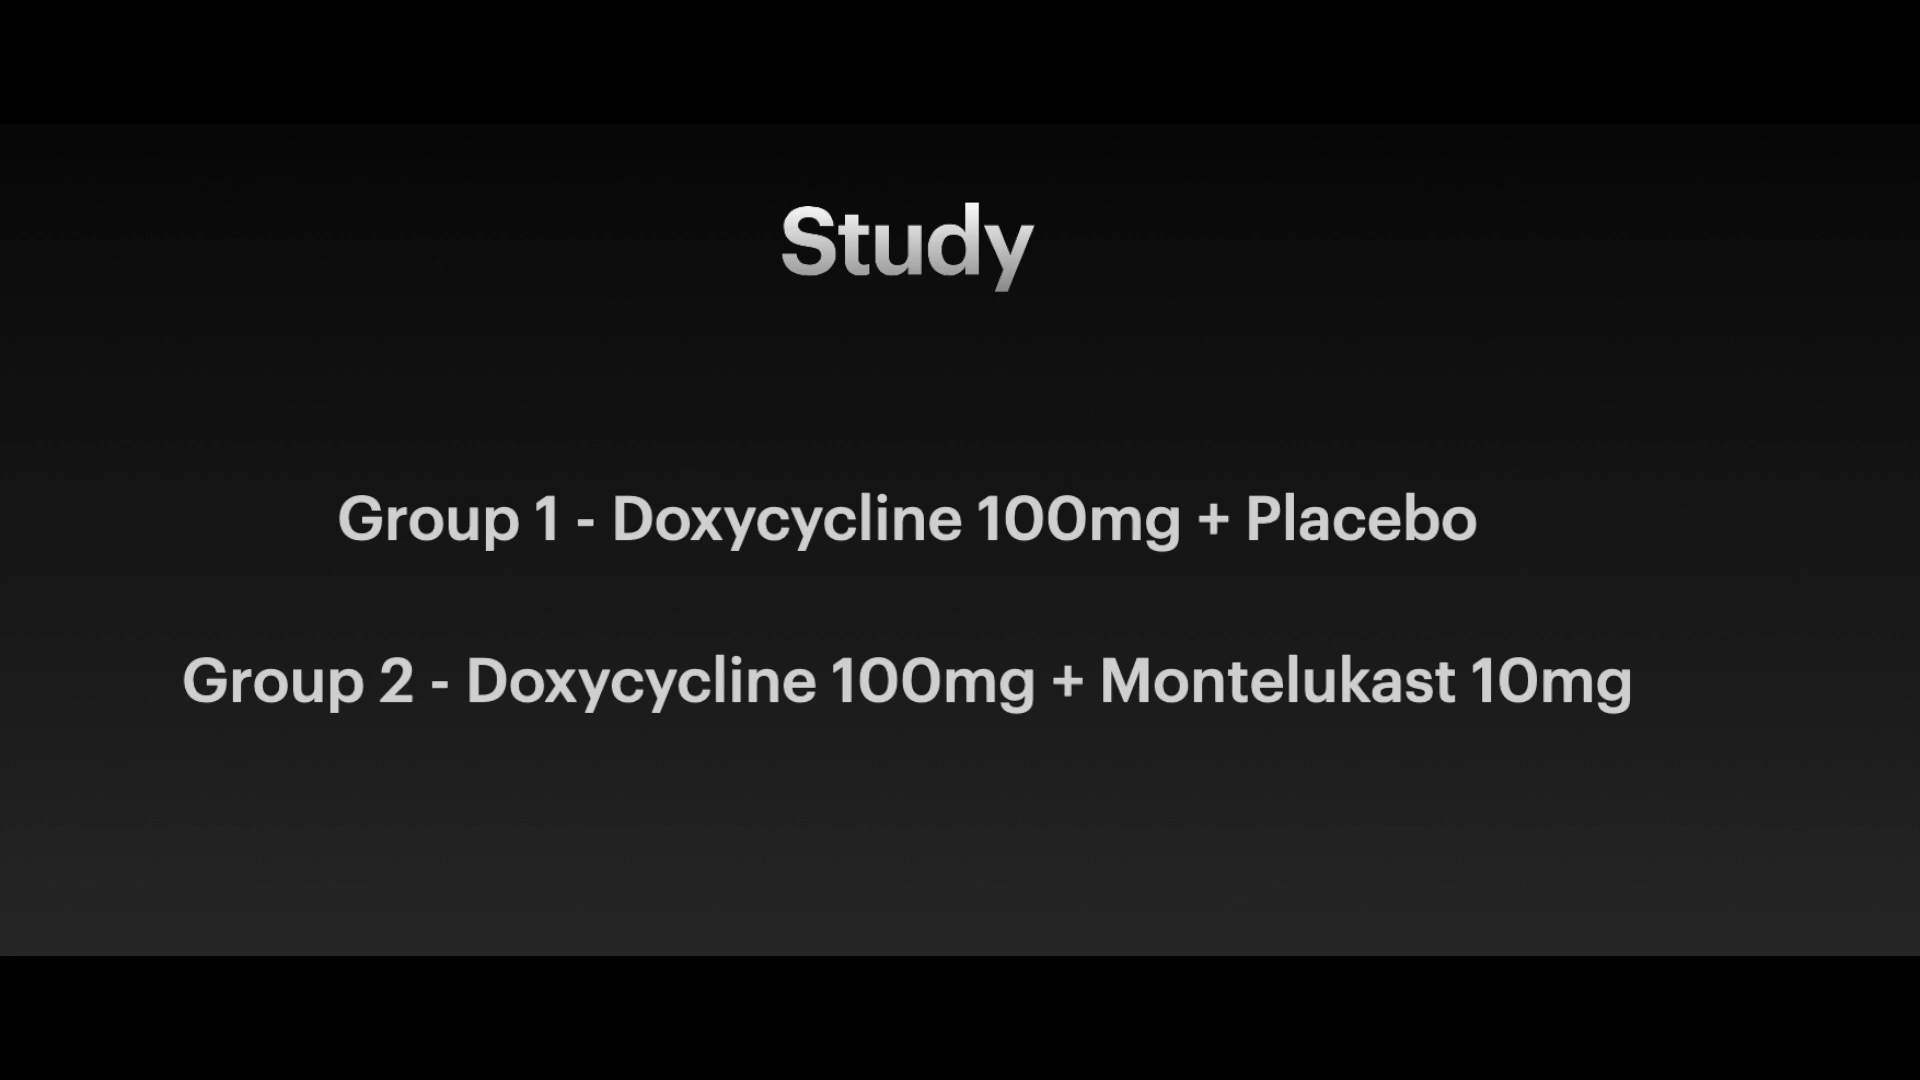 Study
Group 1 - Doxycycline 100mg + Placebo
Group 2 - Doxycycline 100mg + Montelukast 10mg